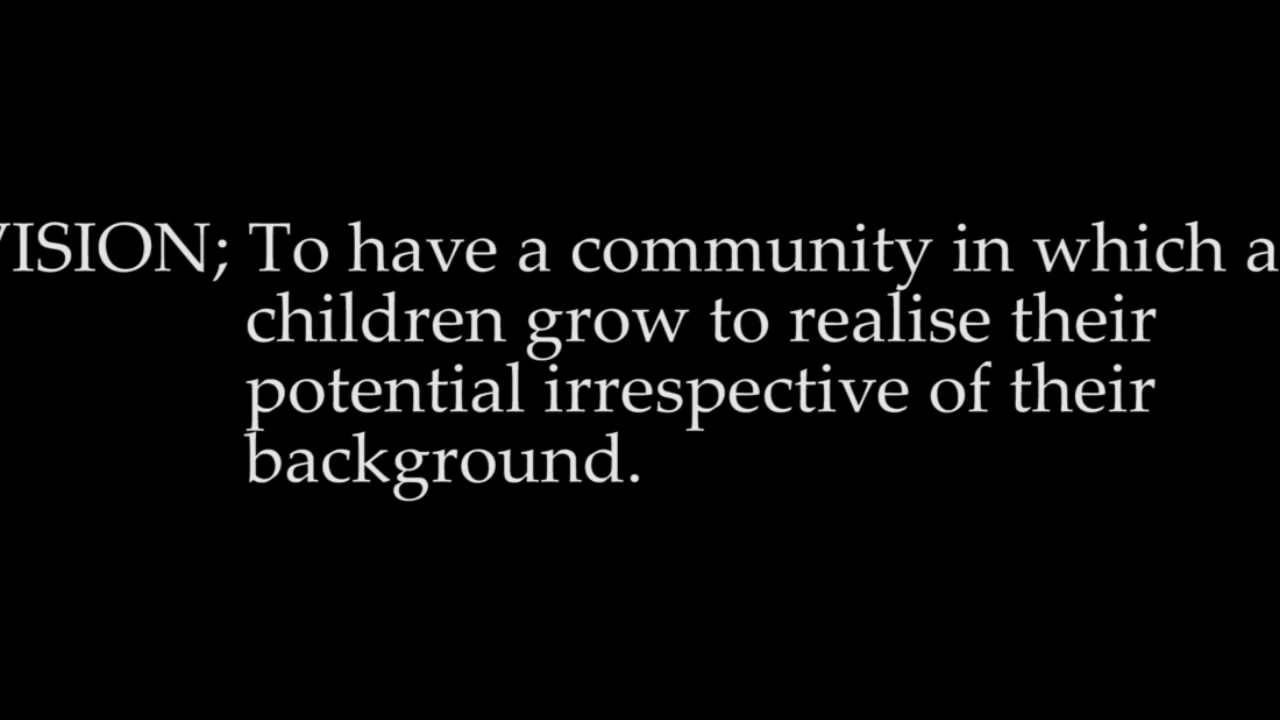 VISION; To have a community in which a
children grow to realise their
potential irrespective of their
background.